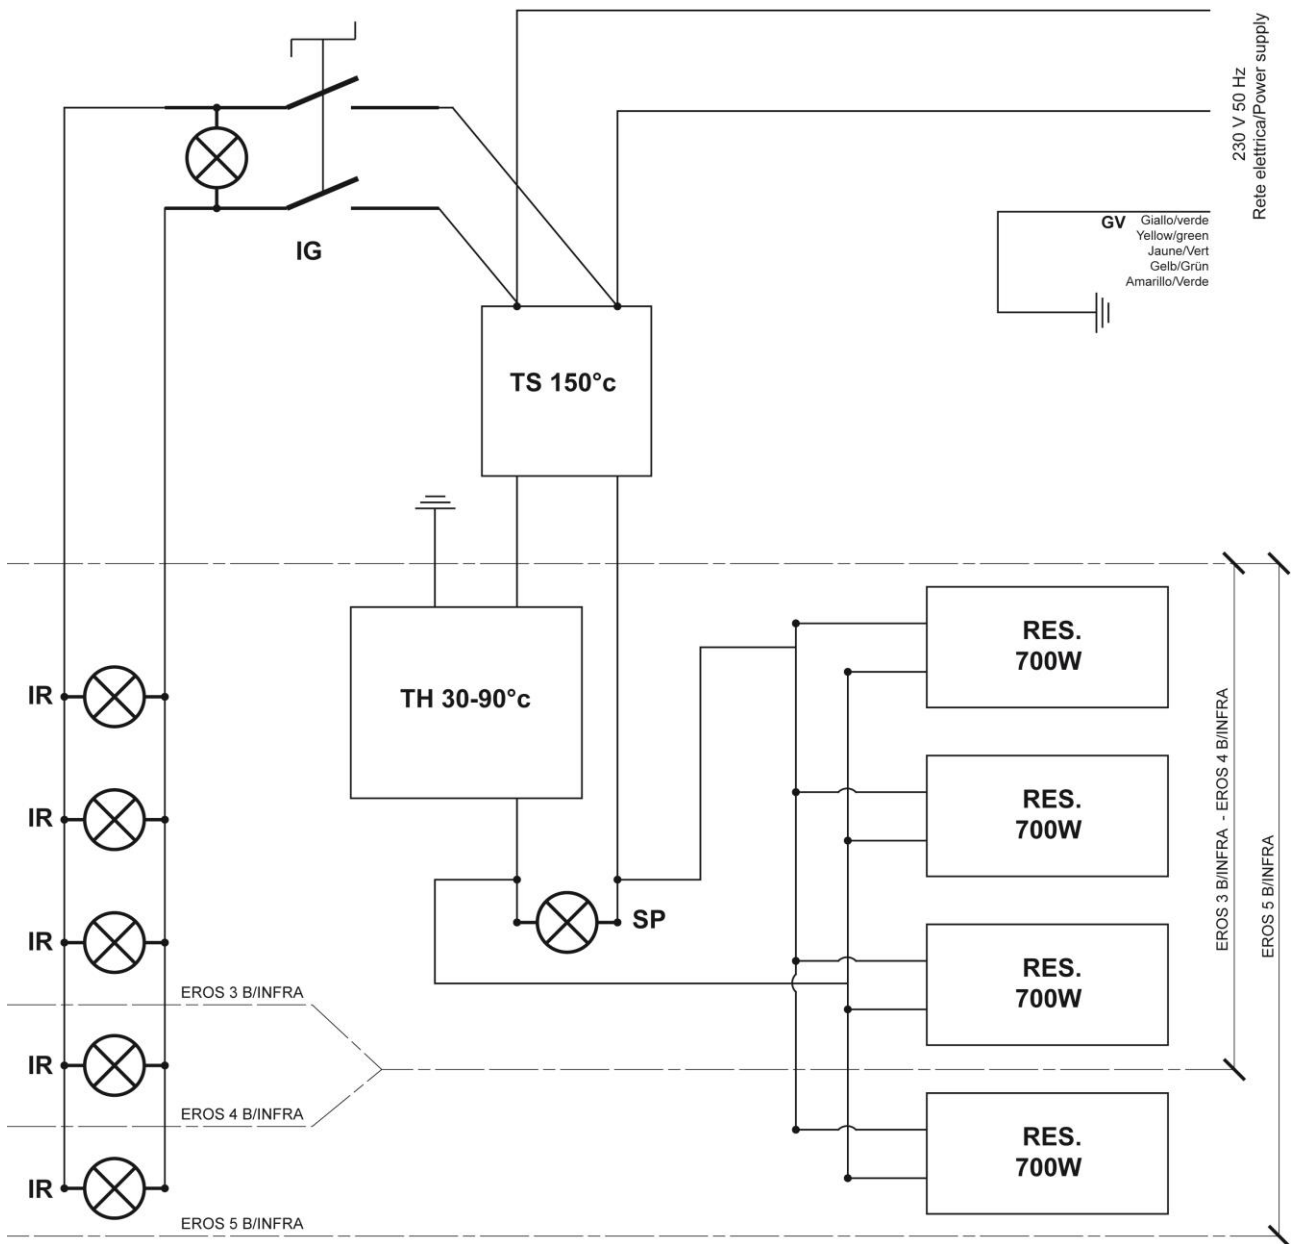 230 V 50 Hz
Rete elettrica/Power supply
GV Giallo/verde
Yellow/green
Jaune/Vert
Gelb/Grün
Amarillo/Verde
IG
TS 150°c
TH 30-90°c
RES.
700W
IR
RES.
700W
IR
SP
IR
RES.
700W
EROS 3 B/INFRA - EROS 4 B/INFRA
EROS 5 B/INFRA
EROS 3 B/INFRA
IR
EROS 4 B/INFRA
RES.
700W
IR
EROS 5 B/INFRA